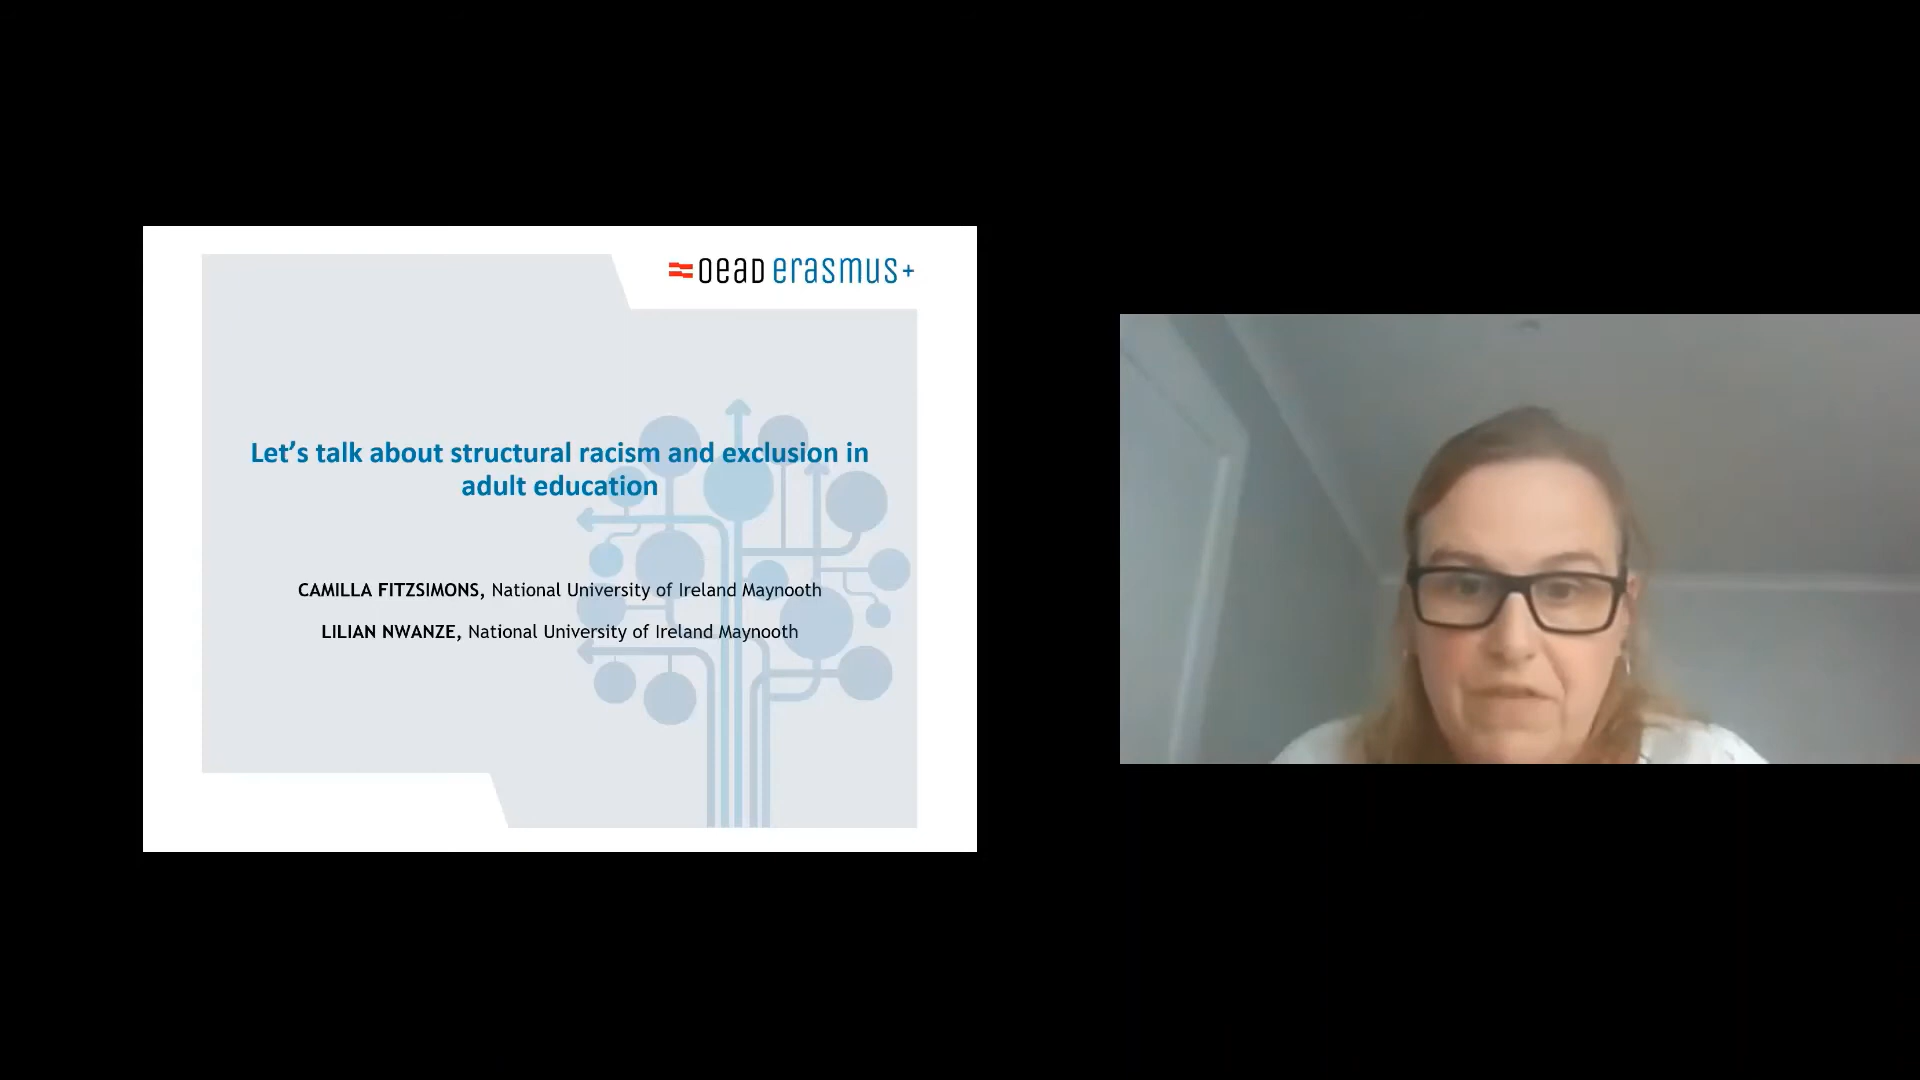 oead erasmus+
Let’s talk about structural racism and exclusion in
adult education
CAMILLA FITZSIMONS, National University of Ireland Maynooth
LILIAN NWANZE, National University of Ireland Maynooth